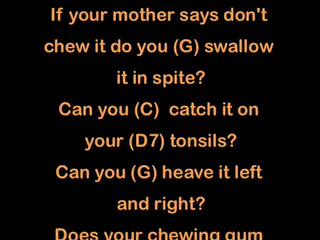 If your mother says don't
chew it do you (G) swallow
it in spite?
Can you (C)  catch it on
your (D7) tonsils?
Can you (G) heave it left
and right?
Does your chewing gum